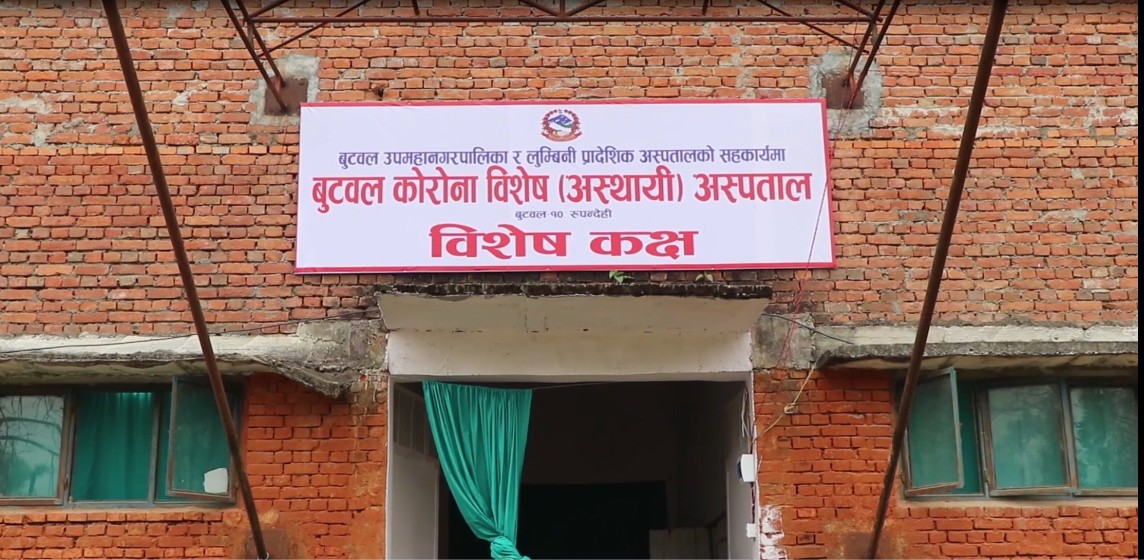 बुटवल उपमहानगरपालिका र लुम्बिनी प्रादेशिक अस्पतालको सहकार्यमा
बुटवल कोरोना विशेष (अस्थायी) अस्पताल
बुटवल १० रुपन्देही
विशेष कक्ष